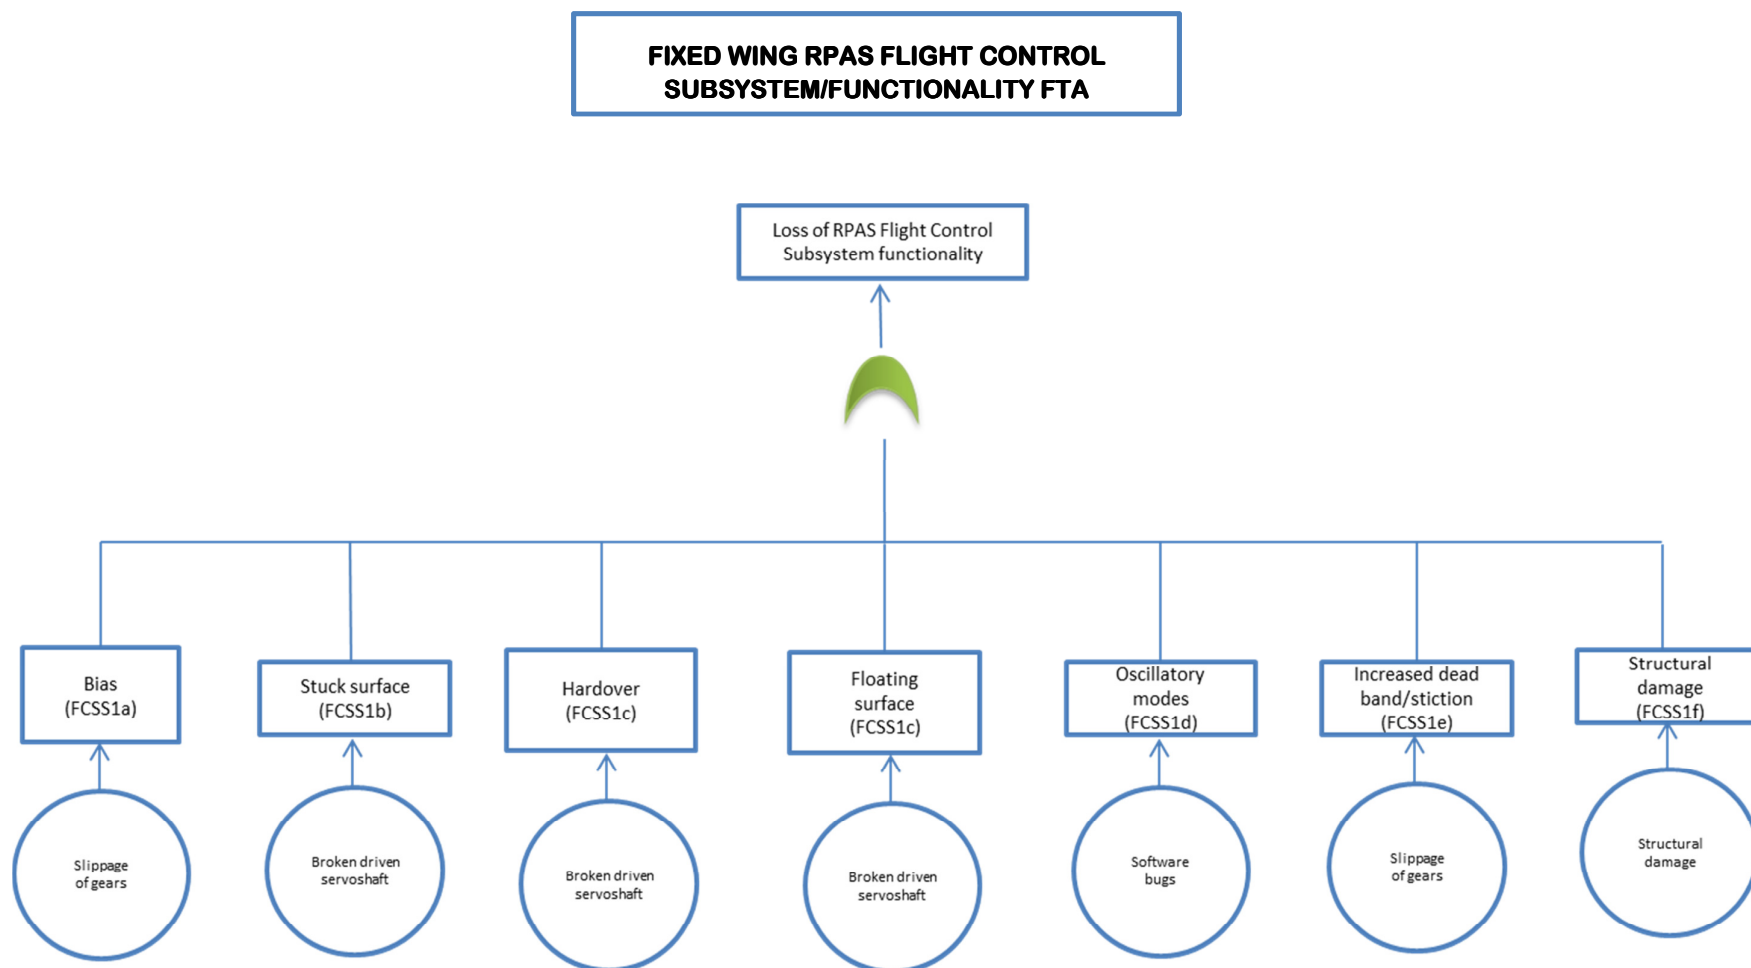 FIXED WING RPAS FLIGHT CONTROL
SUBSYSTEM/FUNCTIONALITY FTA
Loss of RPAS Flight Control
Subsystem functionality
Bias
(FCSS1a)
Stuck surface
(FCSS1b)
Hardover
(FCSS1c)
Floating
surface
(FCSS1c)
Oscillatory
modes
(FCSS1d)
Increased dead
band/stiction
(FCSS1e)
Structural
damage
(FCSS1f)
Slippage
of gears
Broken driven
servoshaft
Broken driven
servoshaft
Broken driven
servoshaft
Software
bugs
Slippage
of gears
Structural
damage